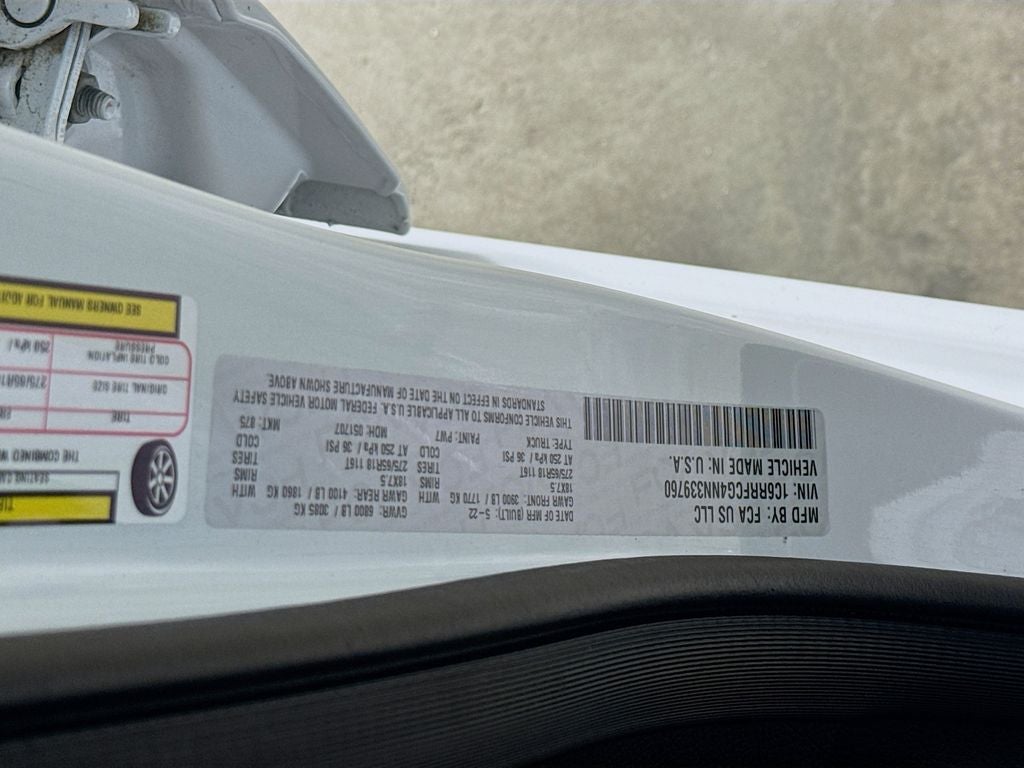 MFD BY: FCA US LLC
VIN: 1C6RRFCG4NN339760
VEHICLE MADE IN: U.S.A.
DATE OF MFR (BUILT): 5-22
GVWR: 6800 LB / 3085 KG
GAWR FRONT: 3900 LB / 1770 KG WITH
GAWR REAR: 4100 LB / 1860 KG WITH
18X7.5 RIMS
18X7.5 RIMS
275/65R18 116T TIRES
275/65R18 116T TIRES
AT 250 kPa / 36 PSI COLD
AT 250 kPa / 36 PSI COLD
TYPE: TRUCK
PAINT: PW7
MDH: 051707
MKT: 875
THIS VEHICLE CONFORMS TO ALL APPLICABLE U.S.A. FEDERAL MOTOR VEHICLE SAFETY
STANDARDS IN EFFECT ON THE DATE OF MANUFACTURE SHOWN ABOVE.
SEATING
THE COMBINED
TIRE
ORIGINAL TIRE SIZE
275/65R
COLD TIRE INFLATION
PRESSURE
250 kPa /
SEE OWNERS MANUAL FOR